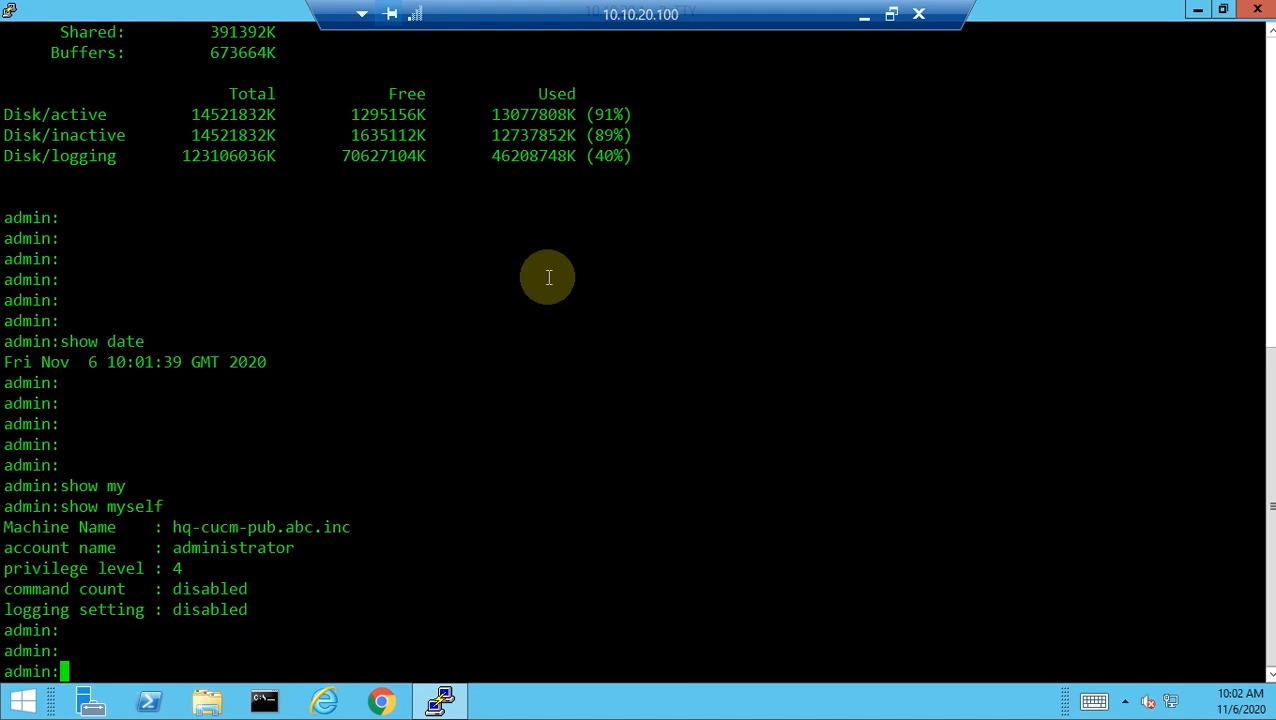 10.10.20.100
Shared: 391392K
Buffers: 673664K
Total Free Used
Disk/active 14521832K 1295156K 13077808K (91%)
Disk/inactive 14521832K 1635112K 12737852K (89%)
Disk/logging 123106036K 70627104K 46208748K (40%)
admin:
admin:
admin:
admin:
admin:
admin:
admin:show date
Fri Nov  6 10:01:39 GMT 2020
admin:
admin:
admin:
admin:
admin:
admin:show my
admin:show myself
Machine Name    : hq-cucm-pub.abc.inc
account name    : administrator
privilege level : 4
command count   : disabled
logging setting : disabled
admin:
admin:
admin:
10:02 AM
11/6/2020